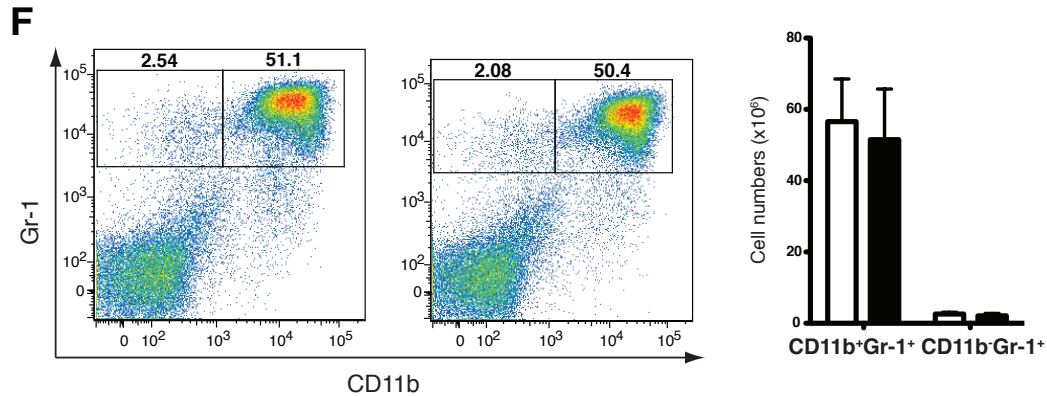 F
2.54 51.1
10⁵
10⁴
10³
10²
0
0 10² 10³ 10⁴ 10⁵
Gr-1
2.08 50.4
10⁵
10⁴
10³
10²
0
0 10² 10³ 10⁴ 10⁵
CD11b
80
60
40
20
0
Cell numbers (x10⁶)
CD11b⁺Gr-1⁺ CD11b⁻Gr-1⁺